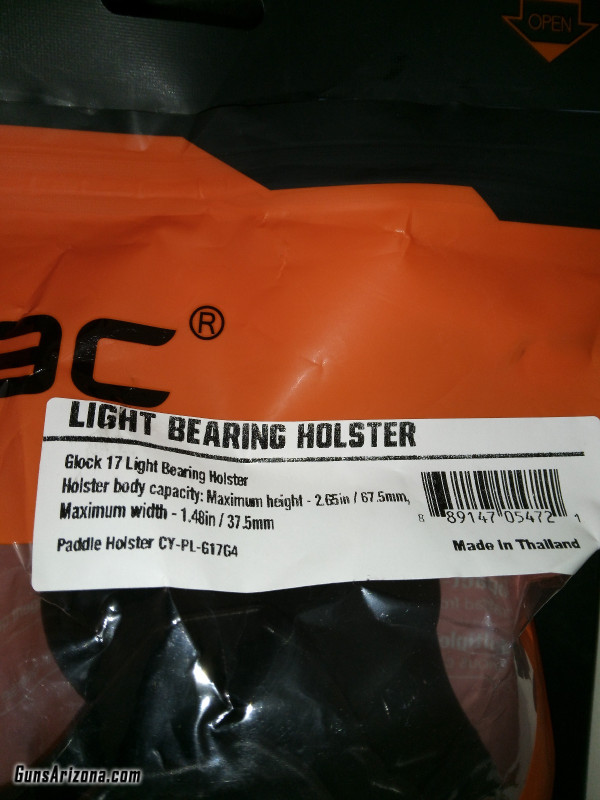 OPEN
ac®
LIGHT BEARING HOLSTER
Glock 17 Light Bearing Holster
Holster body capacity: Maximum height - 2.65in / 67.5mm,
Maximum width - 1.48in / 37.5mm
Paddle Holster CY-PL-G17G4
8 89147 05472 1
Made in Thailand
GunsArizona.com